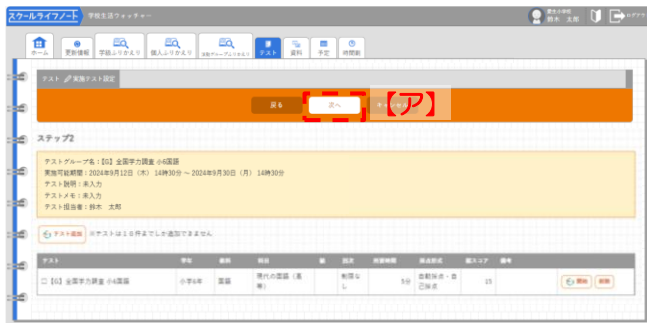 スクールライフノート 学校生活ウォッチャー
鈴木 太郎
ホーム 更新情報 学級ふりかえり 個人ふりかえり テスト 資料 予定 時間割
テスト 実施テスト設定
戻る 次へ キャンセル 【ア】
ステップ2
テストグループ名:【G】全国学力調査 小6国語
実施可能期間:2024年9月12日(木) 14時30分 ~ 2024年9月30日(月) 14時30分
テスト説明:未入力
テストメモ:未入力
テスト担当者:鈴木 太郎
テスト追加 ※テストは10件までしか追加できません
テスト 学年 教科 科目 回次 所要時間 採点形式 総スコア 備考
【G】全国学力調査 小6国語 小学6年 国語 現代の国語(基礎) 制限なし 5分 自動採点・自己採点 15 開始 削除